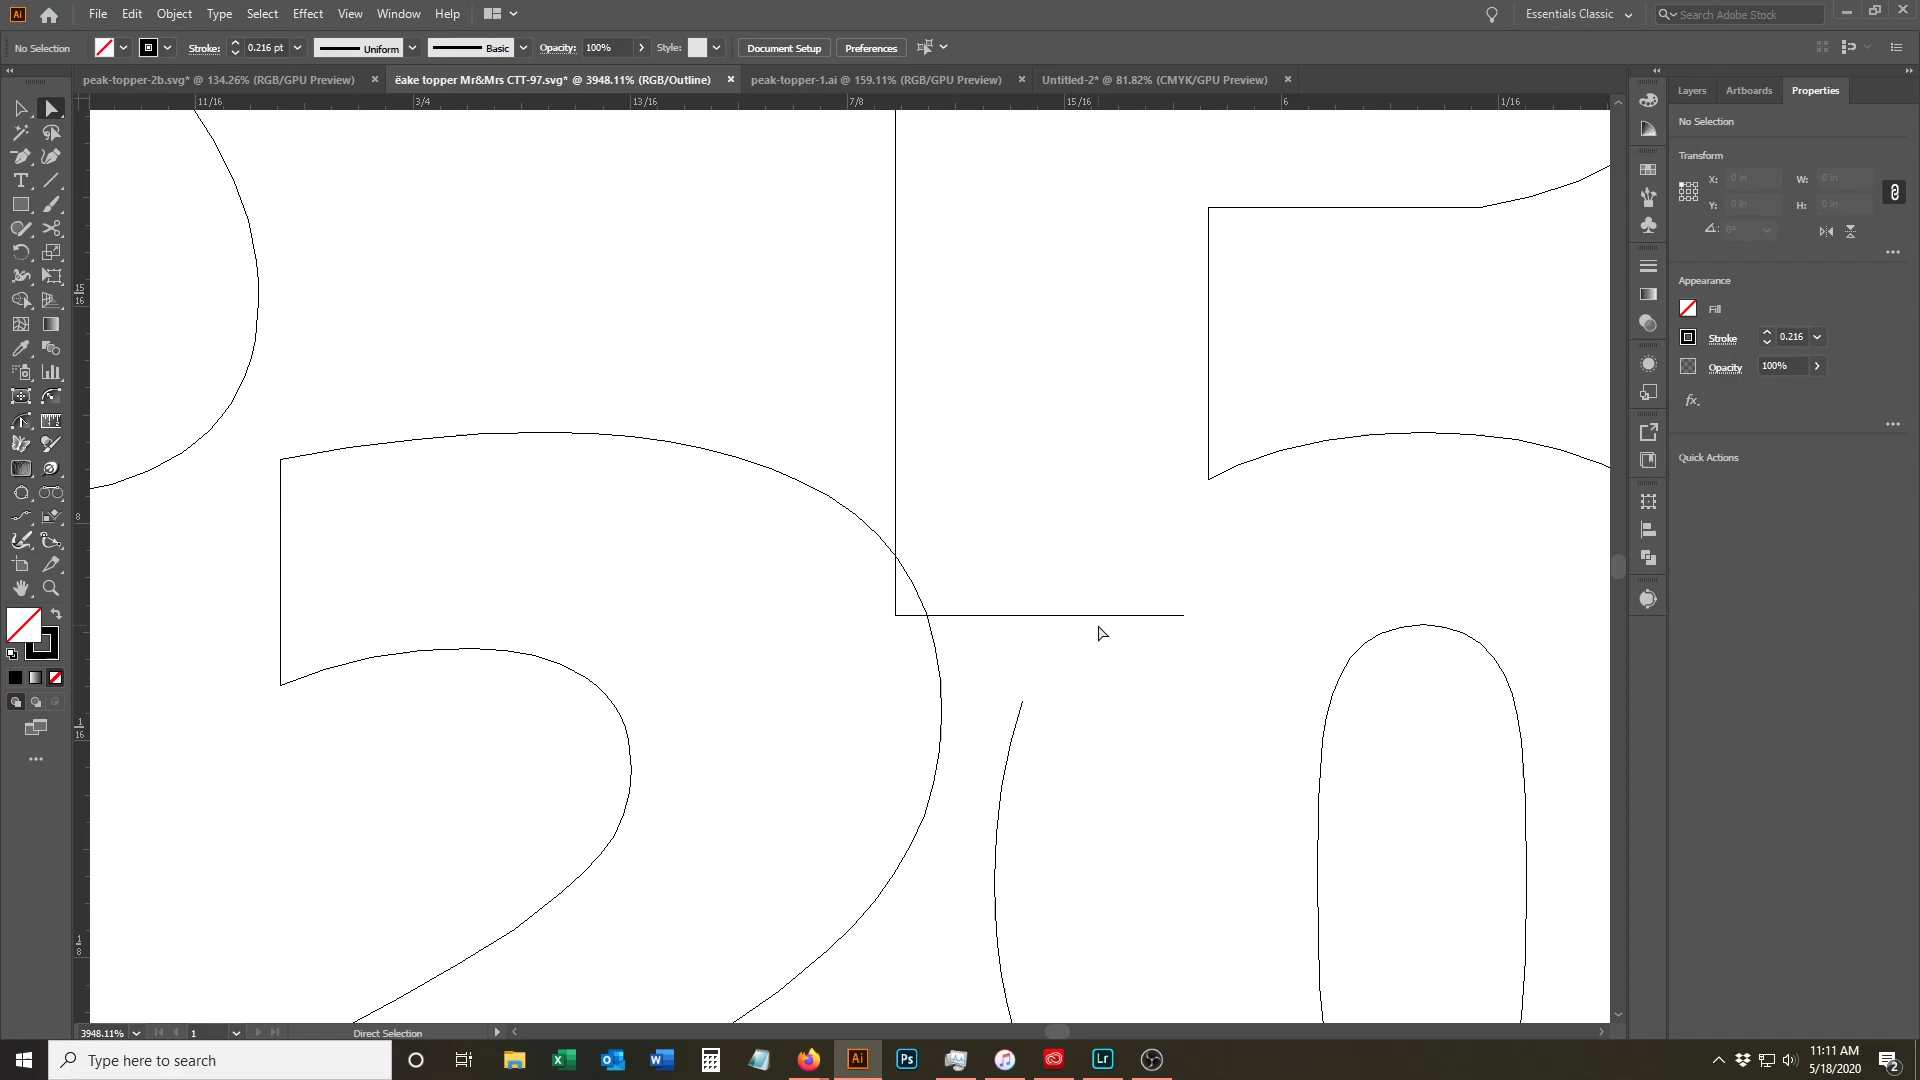 Ai File Edit Object Type Select Effect View Window Help Essentials Classic Search Adobe Stock
No Selection Stroke: 0.216 pt Uniform Basic Opacity: 100% Style: Document Setup Preferences
peak-topper-2b.svg* @ 134.26% (RGB/GPU Preview) × ëake topper Mr&Mrs CTT-97.svg* @ 3948.11% (RGB/Outline) × peak-topper-1.ai @ 159.11% (RGB/GPU Preview) × Untitled-2* @ 81.82% (CMYK/GPU Preview) ×
Layers Artboards Properties
11/16 3/4 13/16 7/8 15/16 6 1/16
No Selection
Transform
X: 0 in W: 0 in
Y: 0 in H: 0 in
0°
Appearance
Fill
Stroke 0.216
Opacity 100%
fx.
Quick Actions
15
16
8
1
16
1
8
3948.11% 1 Direct Selection
Type here to search
Ai Ps Lr
11:11 AM
5/18/2020
2